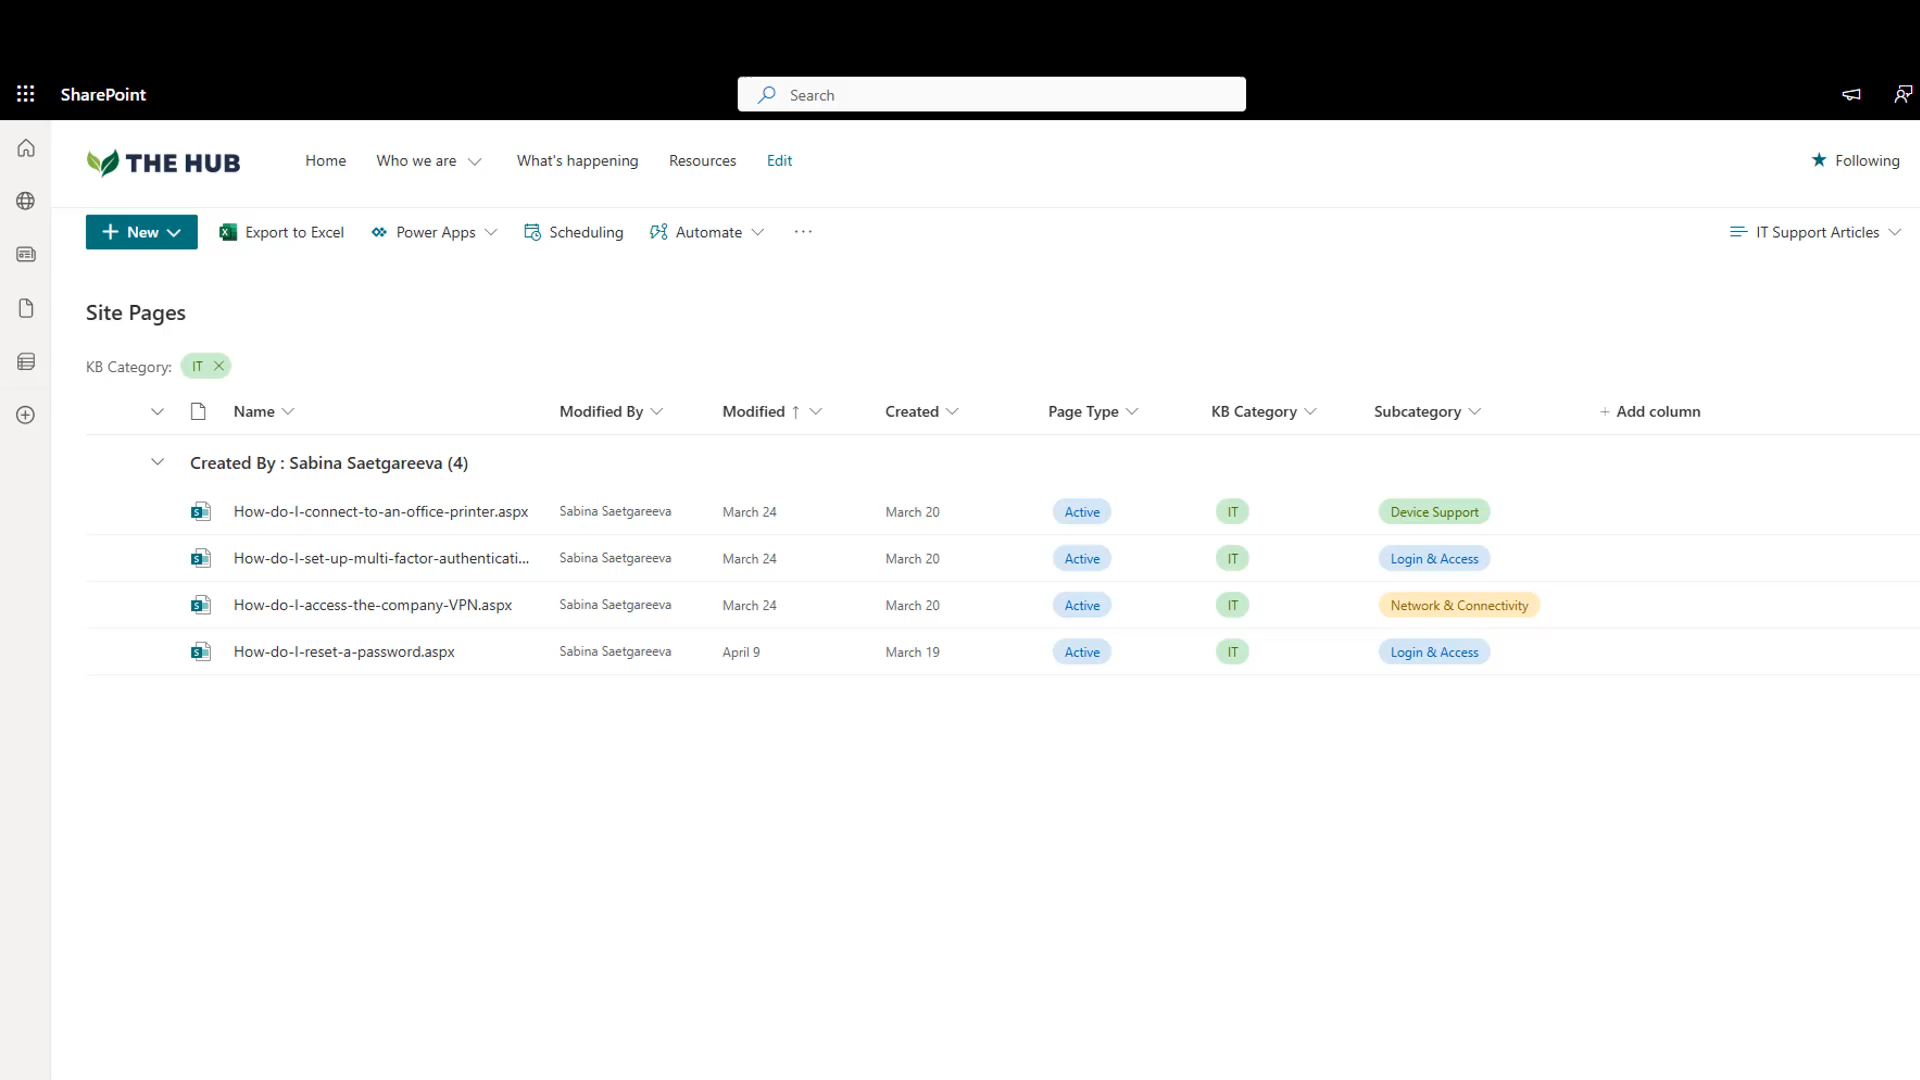 SharePoint
Search
THE HUB
Home Who we are What's happening Resources Edit
Following
New Export to Excel Power Apps Scheduling Automate ...
IT Support Articles
Site Pages
KB Category: IT
Name Modified By Modified Created Page Type KB Category Subcategory Add column
Created By : Sabina Saetgareeva (4)
How-do-I-connect-to-an-office-printer.aspx Sabina Saetgareeva March 24 March 20 Active IT Device Support
How-do-I-set-up-multi-factor-authenticati... Sabina Saetgareeva March 24 March 20 Active IT Login & Access
How-do-I-access-the-company-VPN.aspx Sabina Saetgareeva March 24 March 20 Active IT Network & Connectivity
How-do-I-reset-a-password.aspx Sabina Saetgareeva April 9 March 19 Active IT Login & Access